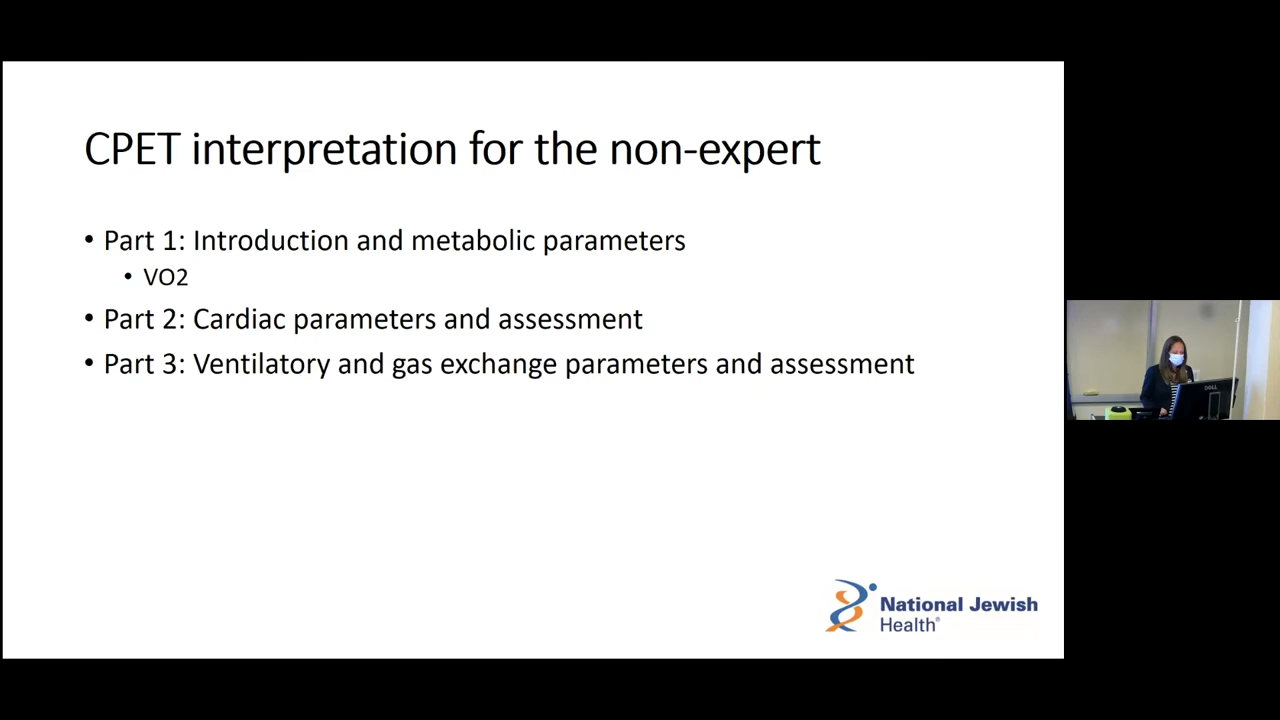 CPET interpretation for the non-expert
• Part 1: Introduction and metabolic parameters
• VO2
• Part 2: Cardiac parameters and assessment
• Part 3: Ventilatory and gas exchange parameters and assessment
National Jewish
Health®
DELL